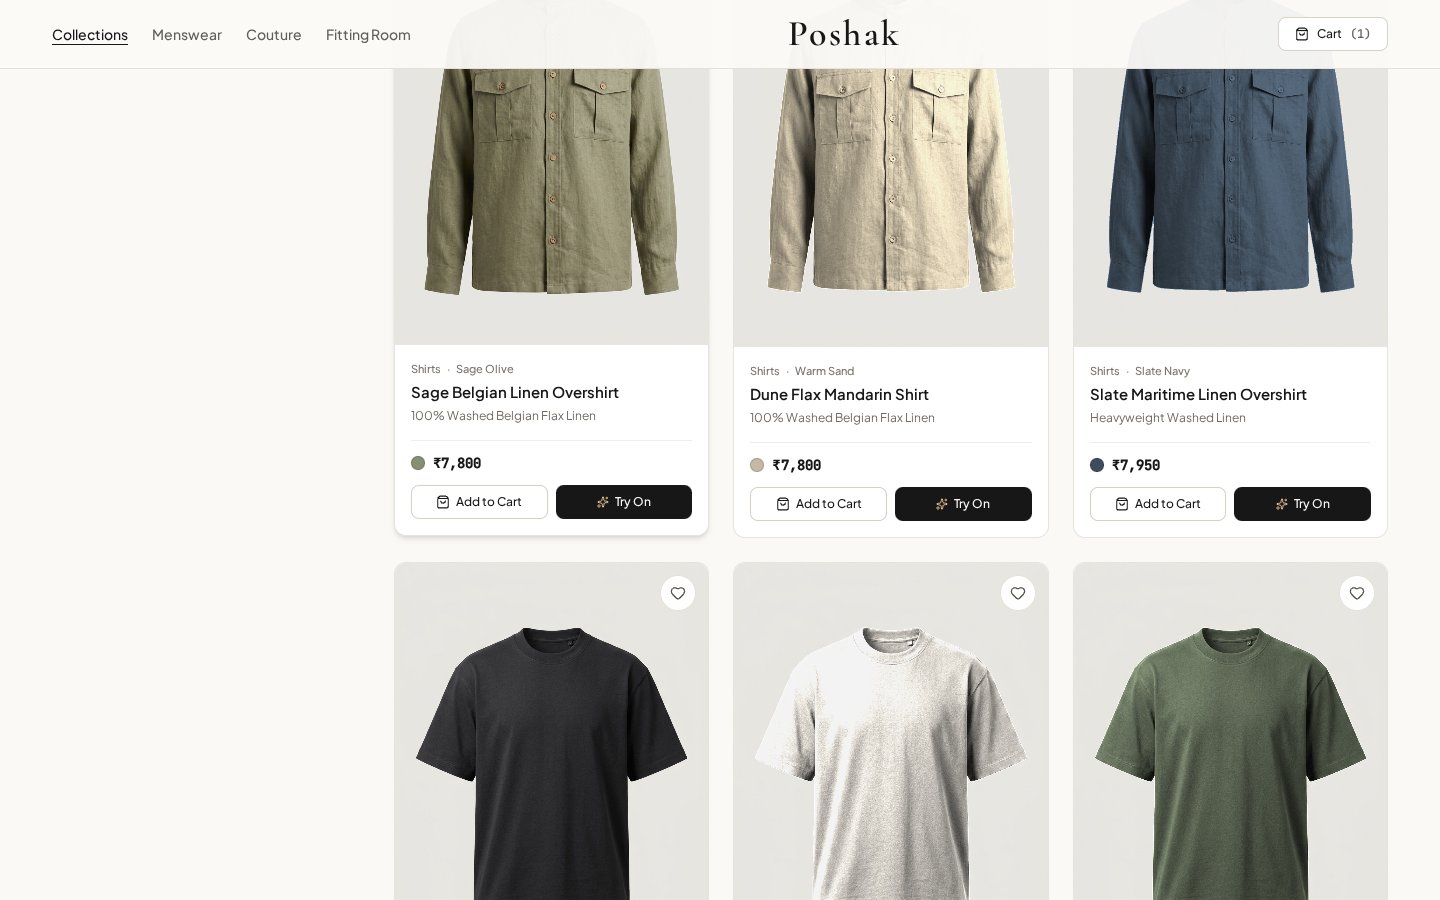 Collections Menswear Couture Fitting Room Poshak Cart (1)
Shirts · Sage Olive
Sage Belgian Linen Overshirt
100% Washed Belgian Flax Linen
₹7,800
Add to Cart Try On
Shirts · Warm Sand
Dune Flax Mandarin Shirt
100% Washed Belgian Flax Linen
₹7,800
Add to Cart Try On
Shirts · Slate Navy
Slate Maritime Linen Overshirt
Heavyweight Washed Linen
₹7,950
Add to Cart Try On